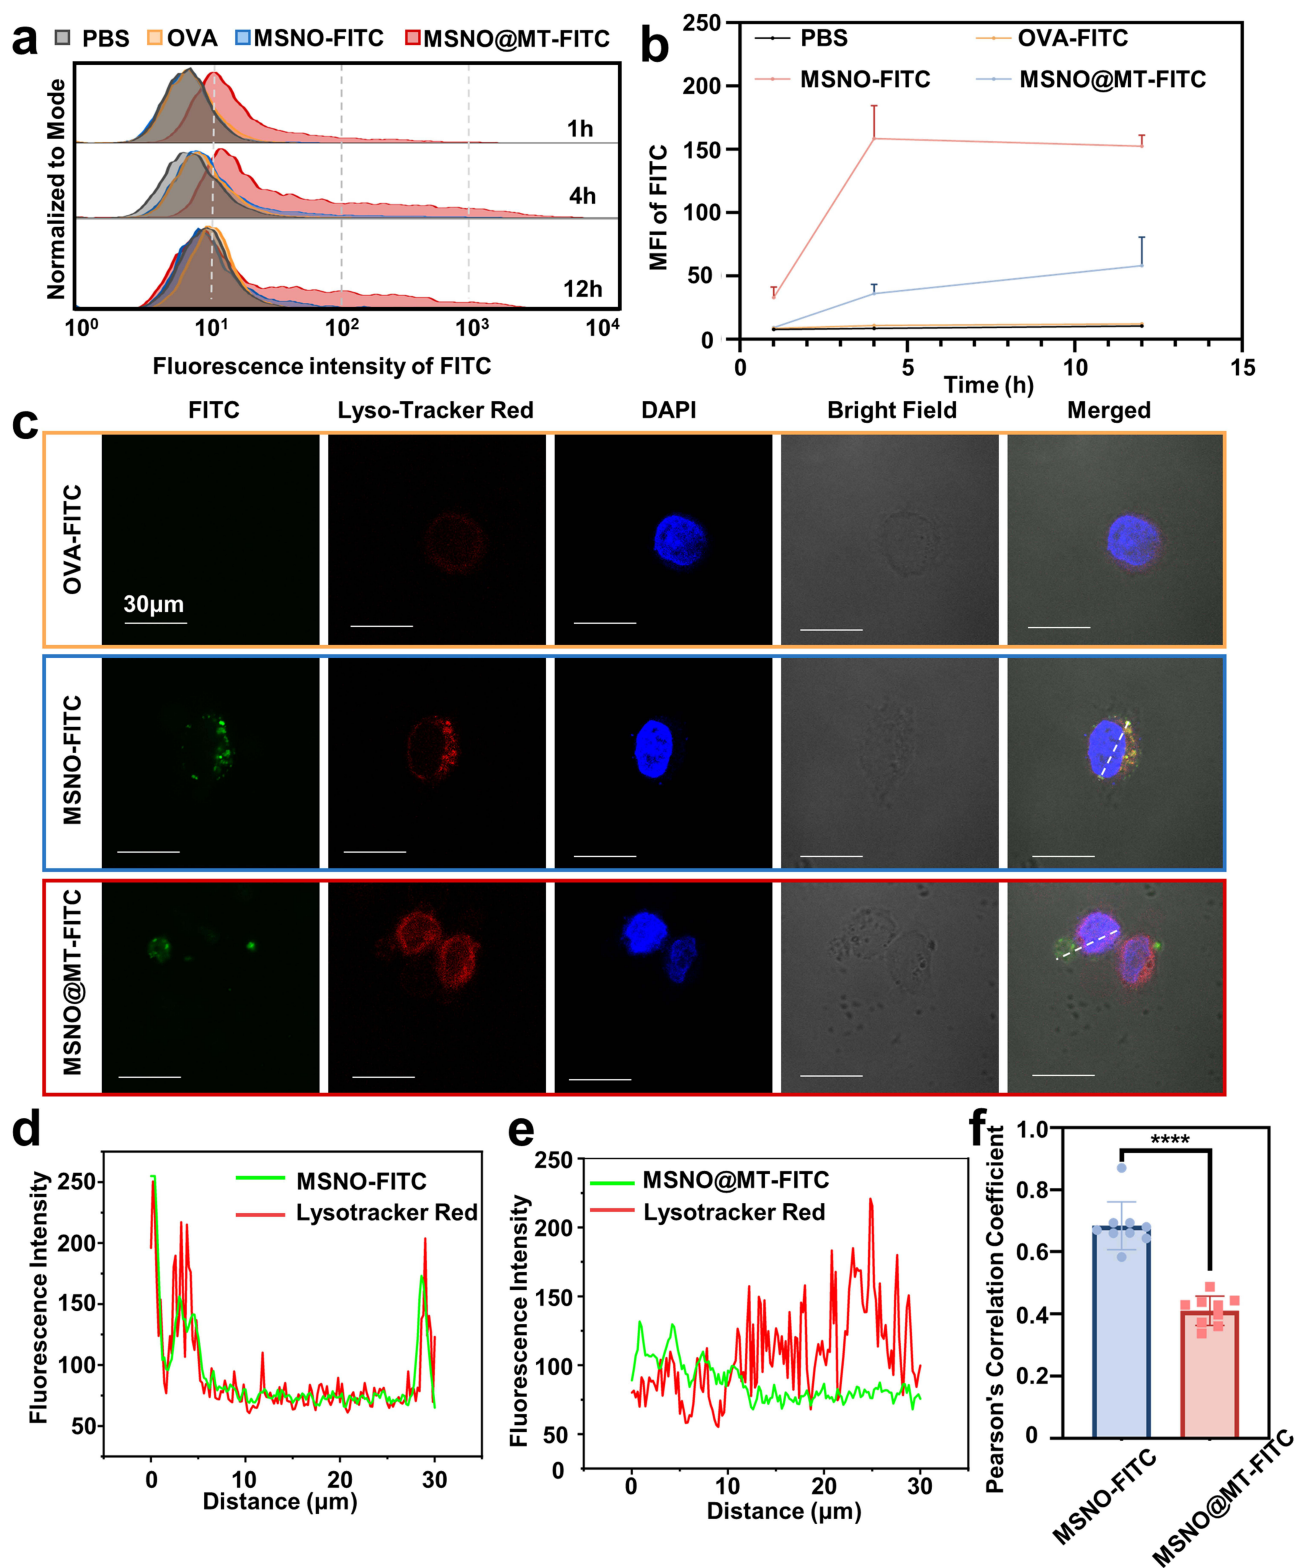 a
PBS OVA MSNO-FITC MSNO@MT-FITC
Normalized to Mode
1h
4h
12h
10⁰ 10¹ 10² 10³ 10⁴
Fluorescence intensity of FITC
b
PBS OVA-FITC
MSNO-FITC MSNO@MT-FITC
MFI of FITC
250
200
150
100
50
0
0 5 10 15
Time (h)
c
FITC Lyso-Tracker Red DAPI Bright Field Merged
OVA-FITC
30μm
MSNO-FITC
MSNO@MT-FITC
d
Fluorescence Intensity
250
200
150
100
50
MSNO-FITC
Lysotracker Red
0 10 20 30
Distance (μm)
e
Fluorescence Intensity
250
200
150
100
50
0
MSNO@MT-FITC
Lysotracker Red
0 10 20 30
Distance (μm)
f
Pearson's Correlation Coefficient
1.0
0.8
0.6
0.4
0.2
0
****
MSNO-FITC
MSNO@MT-FITC